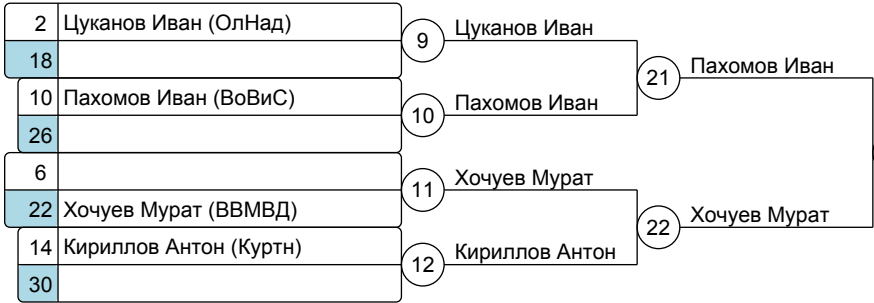 2 Цуканов Иван (ОлНад)
18
9 Цуканов Иван
10 Пахомов Иван (ВоВиС)
26
10 Пахомов Иван
21 Пахомов Иван
6
22 Хочуев Мурат (ВВМВД)
11 Хочуев Мурат
14 Кириллов Антон (Куртн)
30
12 Кириллов Антон
22 Хочуев Мурат